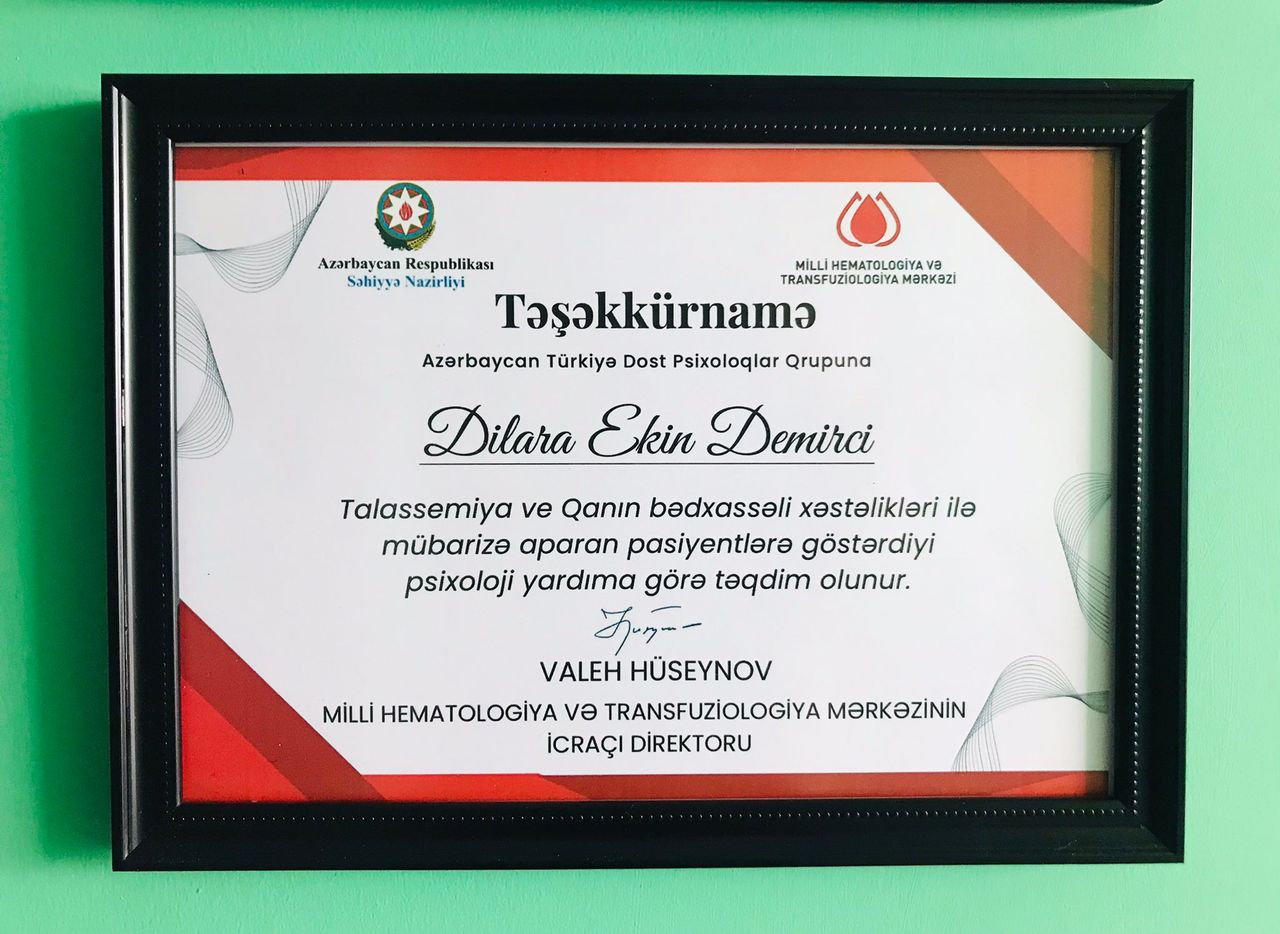 Azərbaycan Respublikası
Səhiyyə Nazirliyi
MİLLİ HEMATOLOGİYA VƏ
TRANSFUZİOLOGİYA MƏRKƏZİ
Təşəkkürnamə
Azərbaycan Türkiyə Dost Psixoloqlar Qrupuna
Dilara Ekin Demirci
Talassemiya ve Qanın bədxassəli xəstəlikləri ilə
mübarizə aparan pasiyentlərə göstərdiyi
psixoloji yardıma görə təqdim olunur.
VALEH HÜSEYNOV
MİLLİ HEMATOLOGİYA VƏ TRANSFUZİOLOGİYA MƏRKƏZİNİN
İCRAÇI DİREKTORU